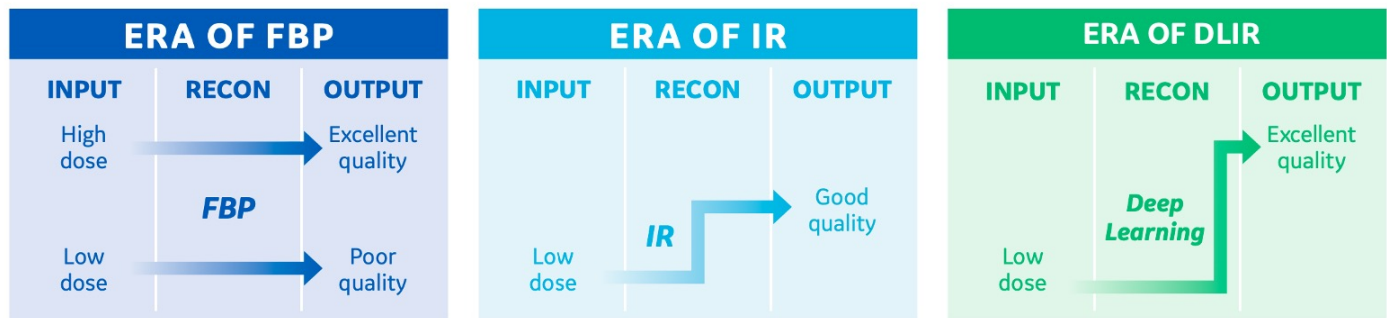 ERA OF FBP
INPUT
RECON
OUTPUT
High
dose
Excellent
quality
FBP
Low
dose
Poor
quality
ERA OF IR
INPUT
RECON
OUTPUT
Good
quality
IR
Low
dose
ERA OF DLIR
INPUT
RECON
OUTPUT
Excellent
quality
Deep
Learning
Low
dose